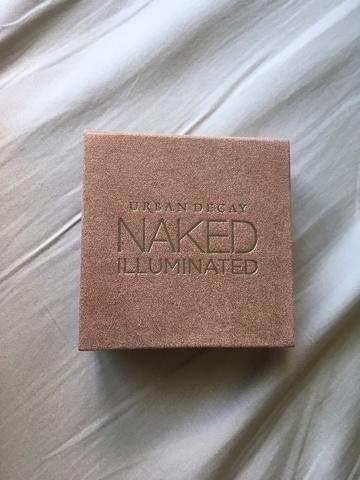 URBAN DECAY
NAKED
ILLUMINATED